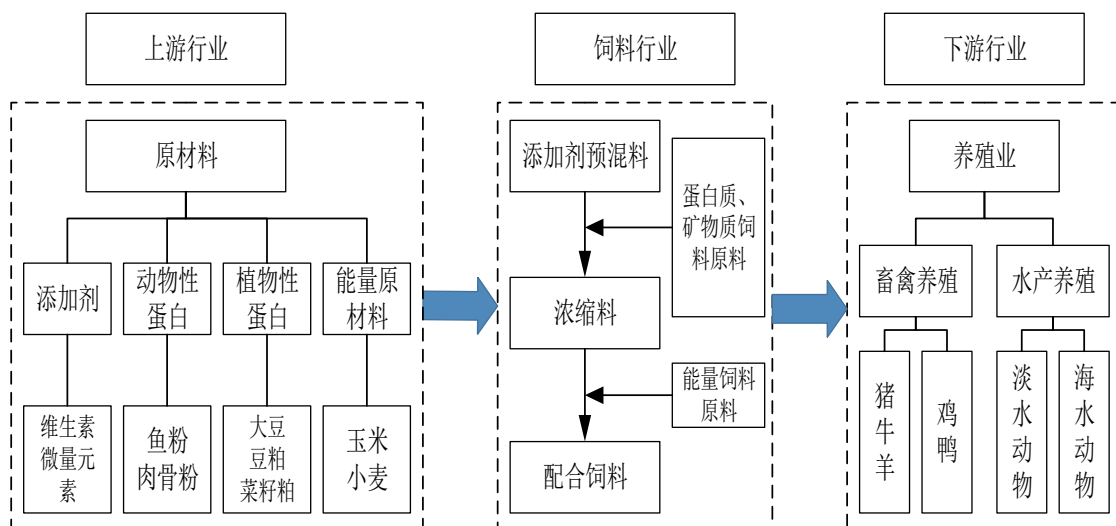 上游行业
饲料行业
下游行业
原材料
添加剂
动物性
蛋白
植物性
蛋白
能量原
材料
维生素
微量元
素
鱼粉
肉骨粉
大豆
豆粕
菜籽粕
玉米
小麦
添加剂预混料
蛋白质、
矿物质饲
料原料
浓缩料
能量饲料
原料
配合饲料
养殖业
畜禽养殖
水产养殖
猪牛羊
鸡鸭
淡水动物
海水动物